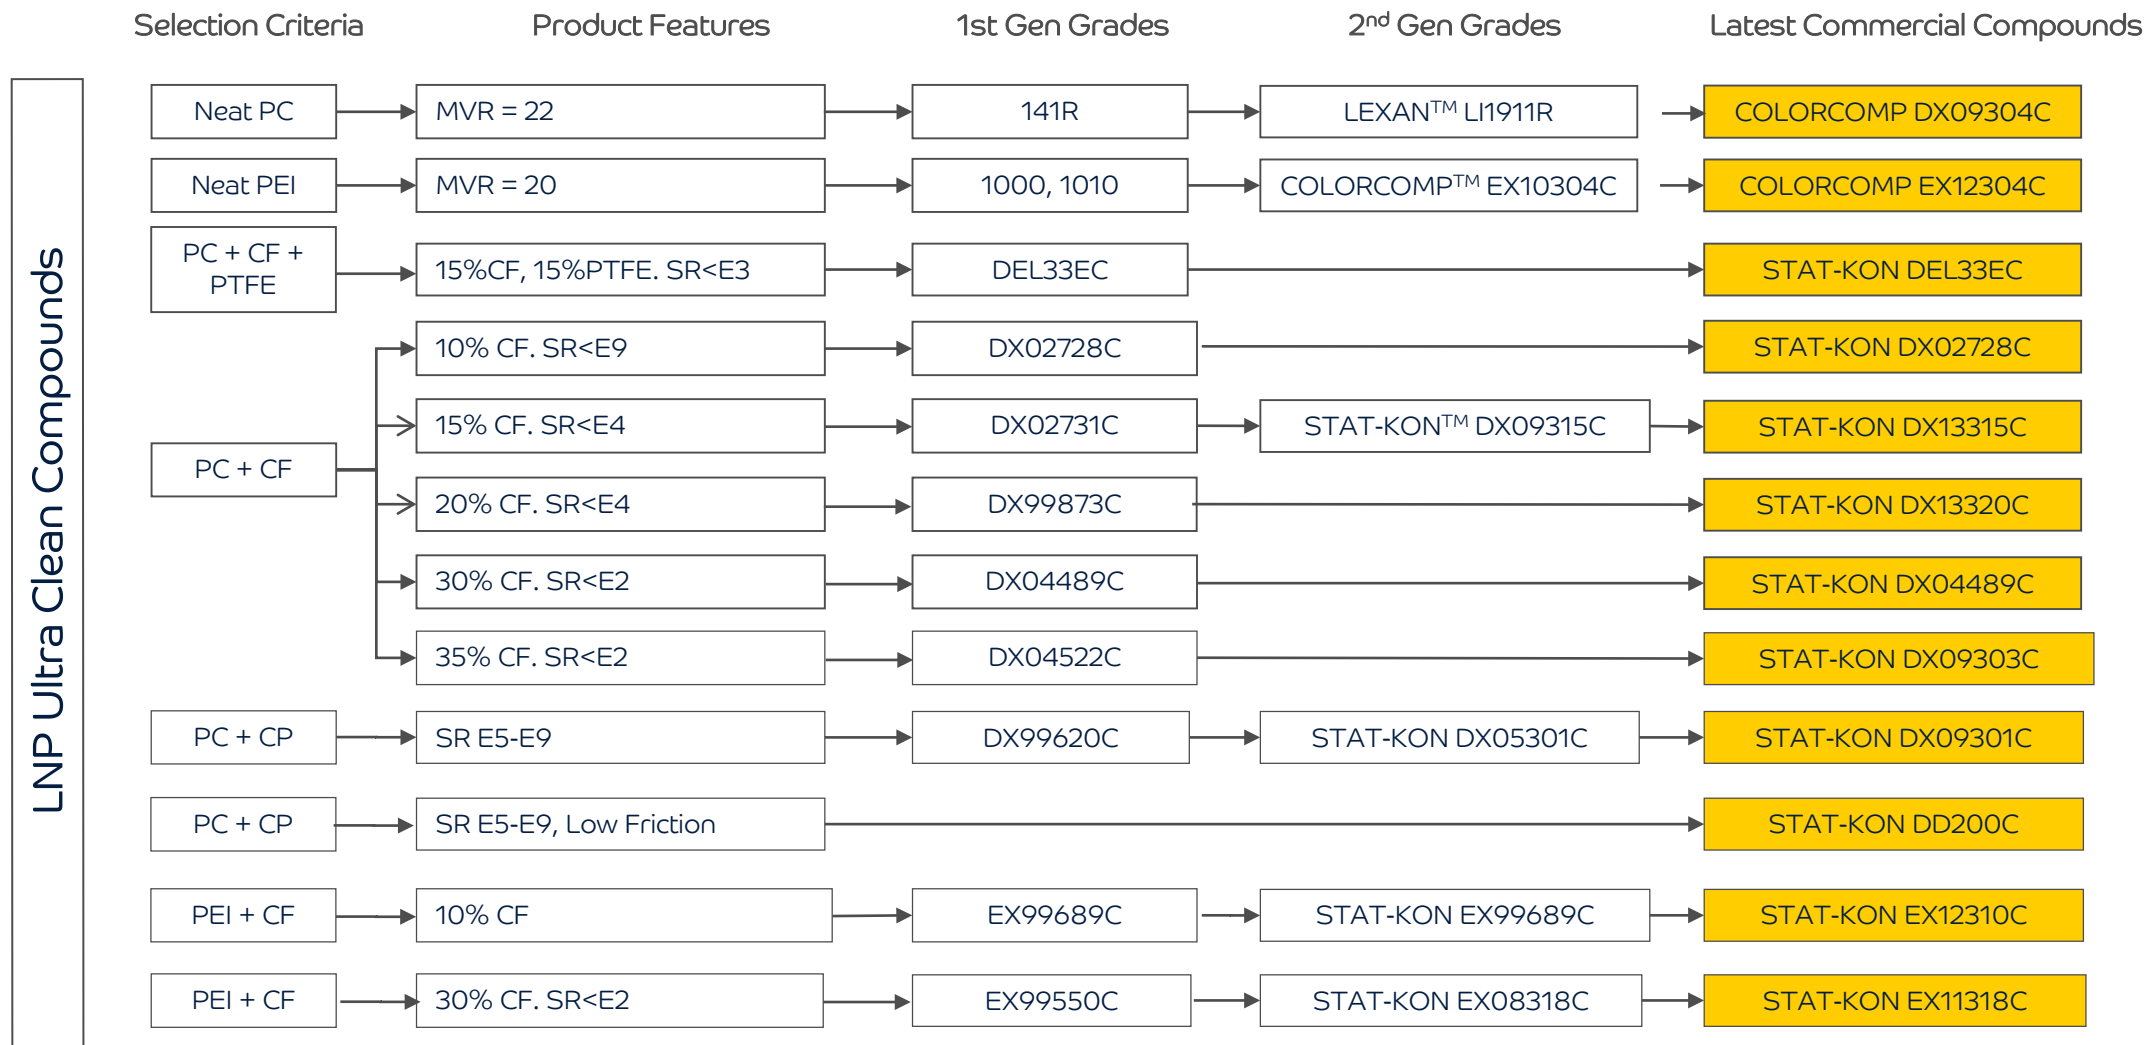 Selection Criteria
Product Features
1st Gen Grades
2nd Gen Grades
Latest Commercial Compounds
LNP Ultra Clean Compounds
Neat PC
MVR = 22
141R
LEXAN™ LI1911R
COLORCOMP DX09304C
Neat PEI
MVR = 20
1000, 1010
COLORCOMP™ EX10304C
COLORCOMP EX12304C
PC + CF +
PTFE
15%CF, 15%PTFE. SR<E3
DEL33EC
STAT-KON DEL33EC
PC + CF
10% CF. SR<E9
DX02728C
STAT-KON DX02728C
15% CF. SR<E4
DX02731C
STAT-KON™ DX09315C
STAT-KON DX13315C
20% CF. SR<E4
DX99873C
STAT-KON DX13320C
30% CF. SR<E2
DX04489C
STAT-KON DX04489C
35% CF. SR<E2
DX04522C
STAT-KON DX09303C
PC + CP
SR E5-E9
DX99620C
STAT-KON DX05301C
STAT-KON DX09301C
PC + CP
SR E5-E9, Low Friction
STAT-KON DD200C
PEI + CF
10% CF
EX99689C
STAT-KON EX99689C
STAT-KON EX12310C
PEI + CF
30% CF. SR<E2
EX99550C
STAT-KON EX08318C
STAT-KON EX11318C